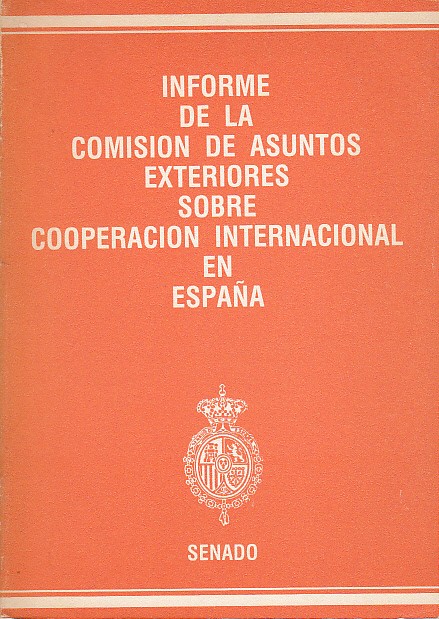 INFORME
DE LA
COMISION DE ASUNTOS
EXTERIORES
SOBRE
COOPERACION INTERNACIONAL
EN
ESPAÑA
SENADO